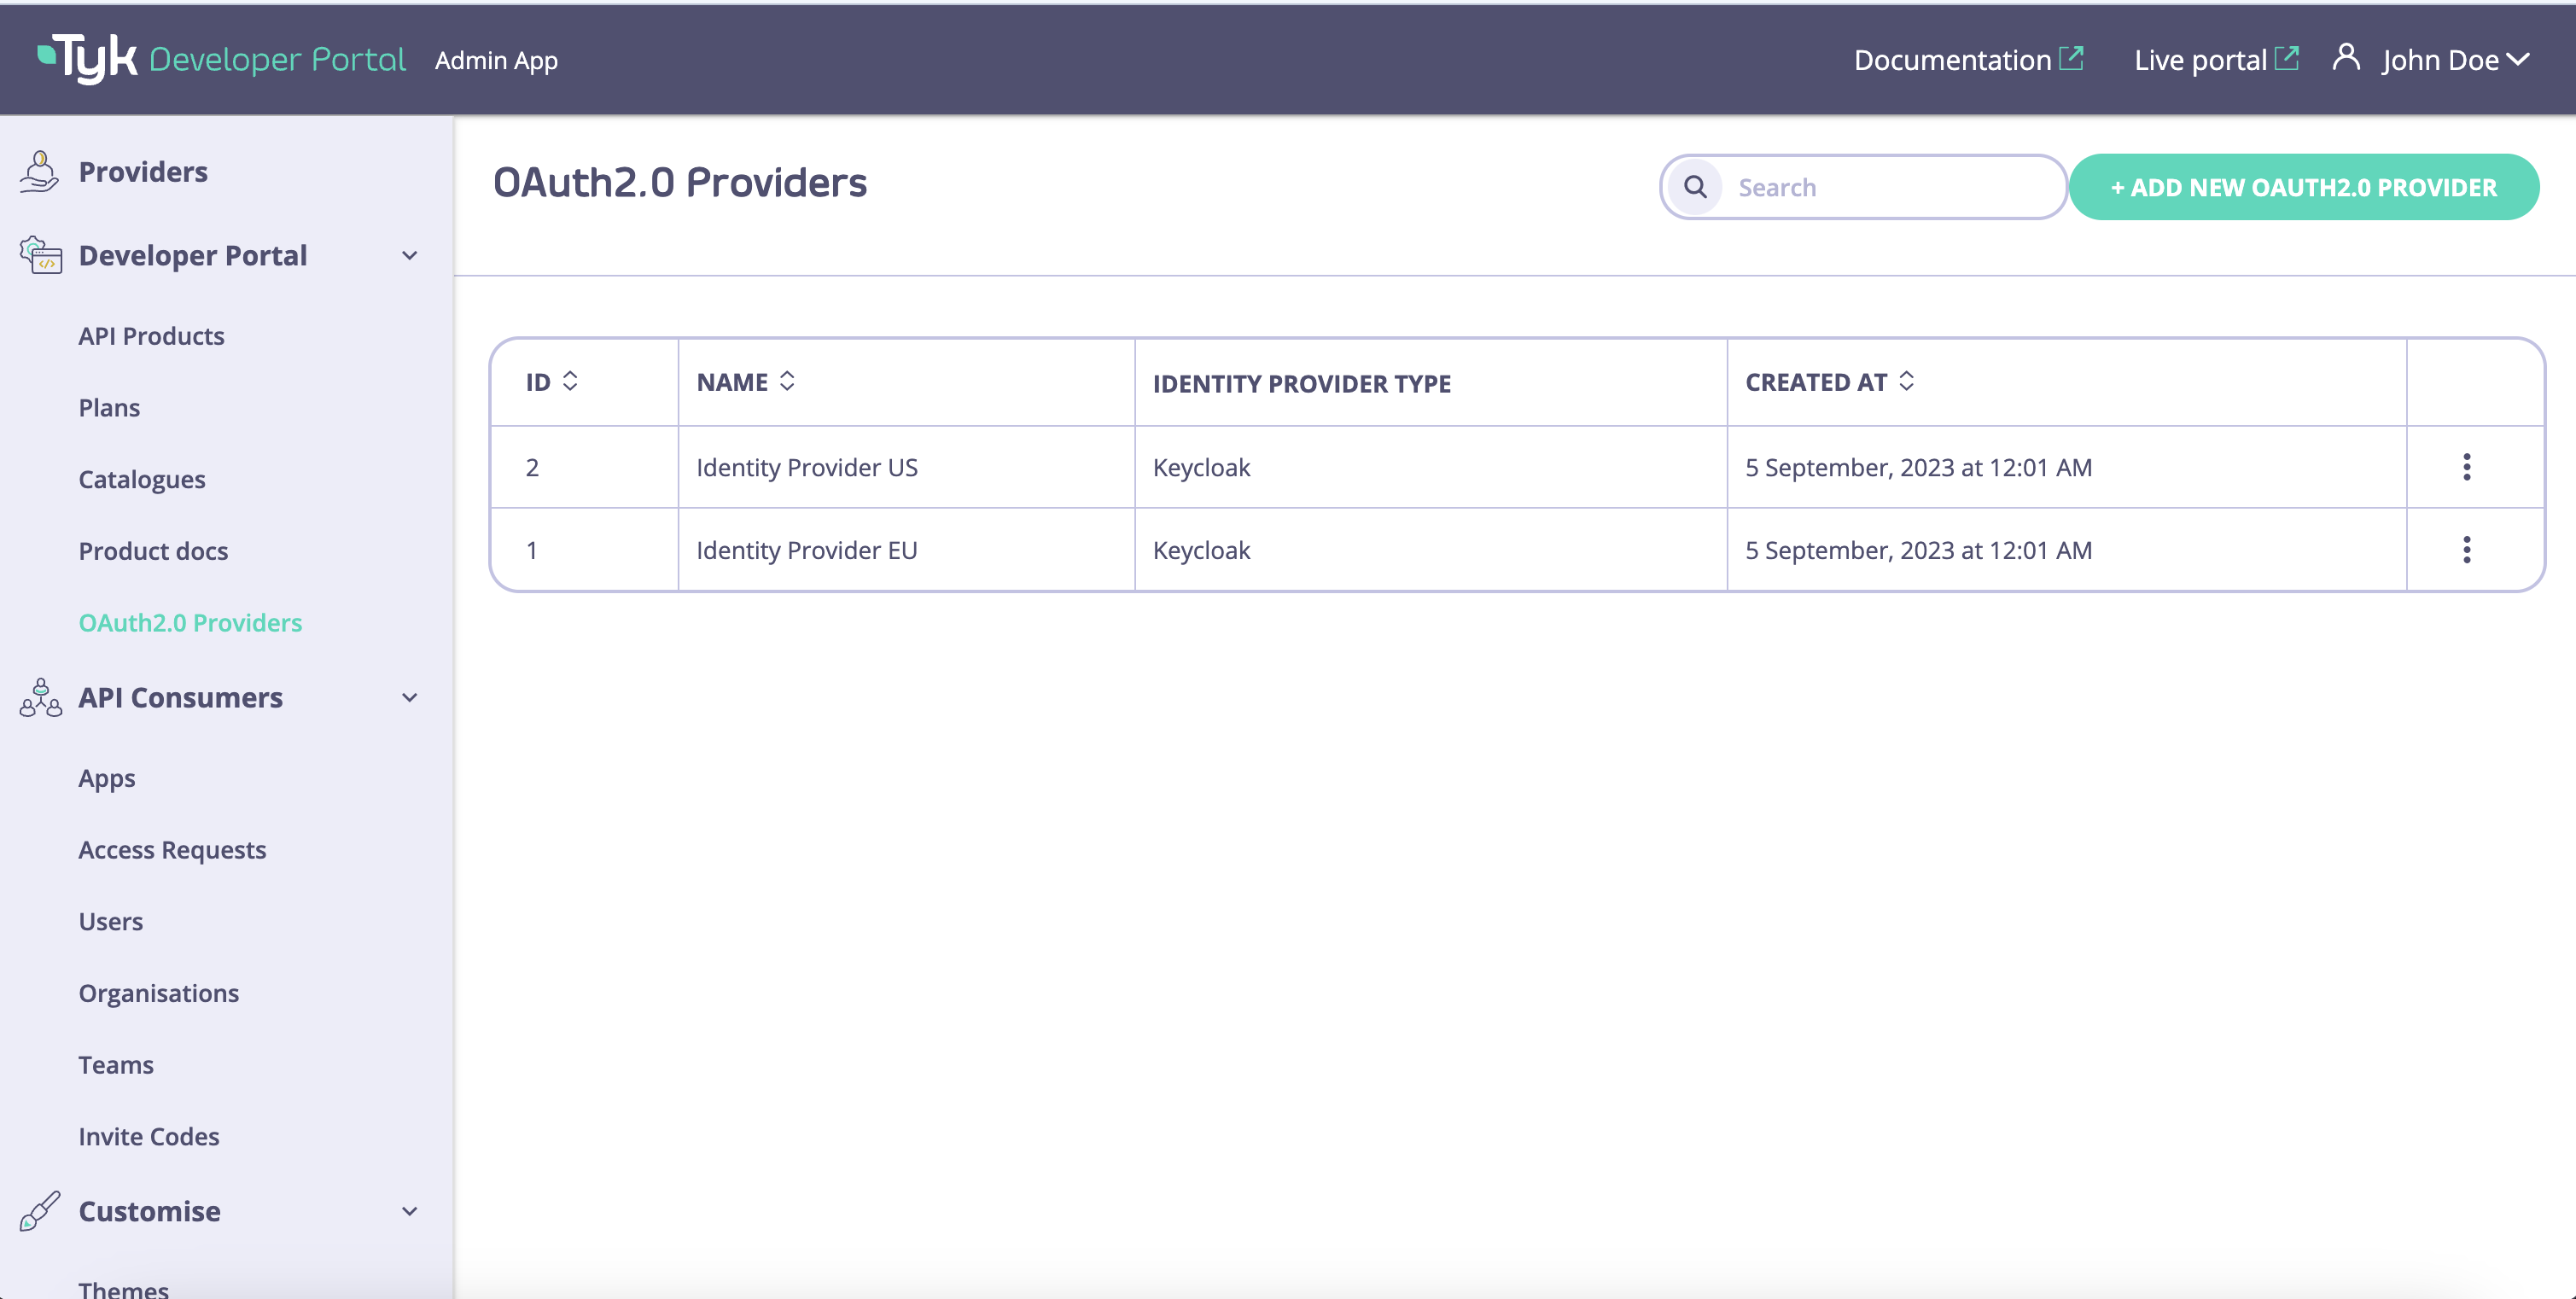 Tyk Developer Portal Admin App Documentation Live portal John Doe
Providers
Developer Portal
API Products
Plans
Catalogues
Product docs
OAuth2.0 Providers
API Consumers
Apps
Access Requests
Users
Organisations
Teams
Invite Codes
Customise
Themes
OAuth2.0 Providers
Search
+ ADD NEW OAUTH2.0 PROVIDER
ID NAME IDENTITY PROVIDER TYPE CREATED AT
2 Identity Provider US Keycloak 5 September, 2023 at 12:01 AM
1 Identity Provider EU Keycloak 5 September, 2023 at 12:01 AM